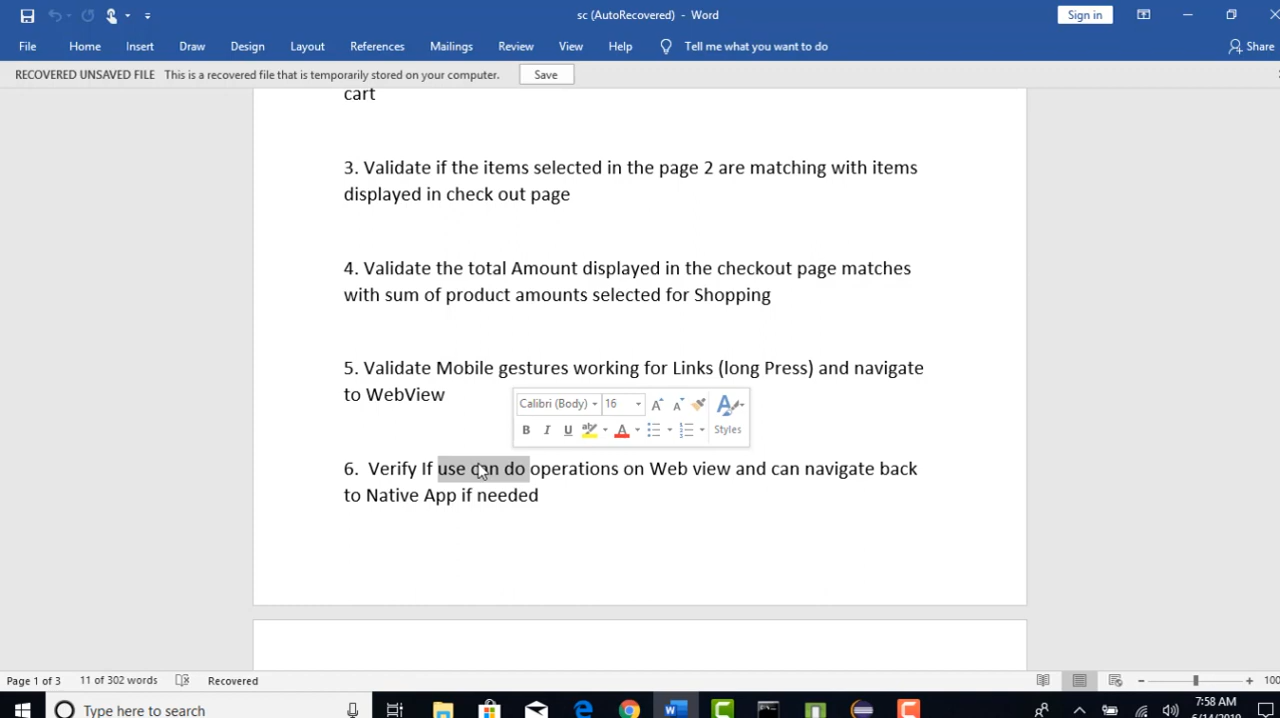 sc (AutoRecovered) - Word
Sign in
File Home Insert Draw Design Layout References Mailings Review View Help Tell me what you want to do Share
RECOVERED UNSAVED FILE This is a recovered file that is temporarily stored on your computer. Save
cart
3. Validate if the items selected in the page 2 are matching with items
displayed in check out page
4. Validate the total Amount displayed in the checkout page matches
with sum of product amounts selected for Shopping
5. Validate Mobile gestures working for Links (long Press) and navigate
to WebView
Calibri (Body) 16
B I U ab A Styles
6. Verify If use can do operations on Web view and can navigate back
to Native App if needed
Page 1 of 3 11 of 302 words Recovered 100
Type here to search
7:58 AM